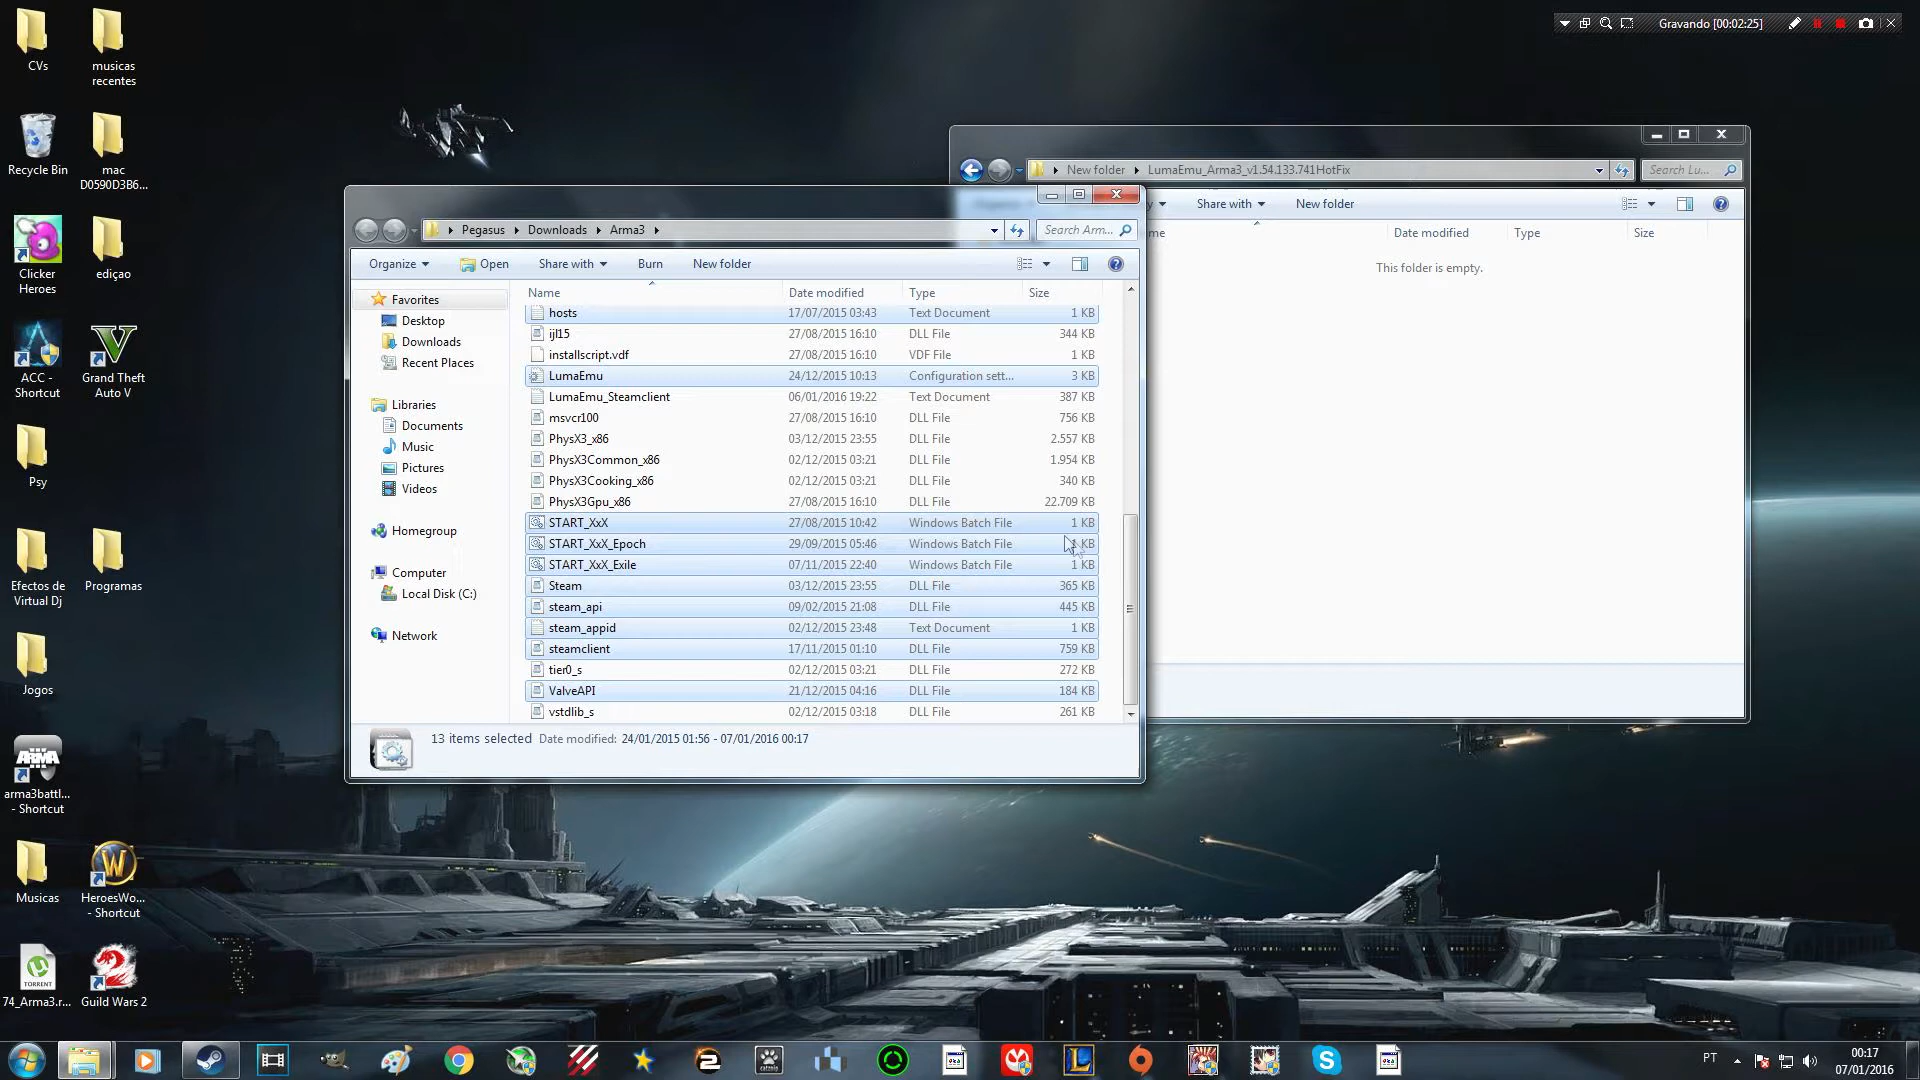 CVs
musicas
recentes
Recycle Bin
mac
D0590D3B6...
Clicker
Heroes
ediçao
ACC -
Shortcut
Grand Theft
Auto V
Psy
Efectos de
Virtual Dj
Programas
Jogos
ARMA
arma3battl...
- Shortcut
Musicas
HeroesWo...
- Shortcut
TORRENT
74_Arma3.r...
Guild Wars 2
Gravando [00:02:25]
New folder
LumaEmu_Arma3_v1.54.133.741HotFix
Search Lu...
Share with
New folder
me
Date modified
Type
Size
This folder is empty.
Pegasus
Downloads
Arma3
Search Arm...
Organize
Open
Share with
Burn
New folder
Favorites
Desktop
Downloads
Recent Places
Libraries
Documents
Music
Pictures
Videos
Homegroup
Computer
Local Disk (C:)
Network
Name Date modified Type Size
hosts 17/07/2015 03:43 Text Document 1 KB
ijl15 27/08/2015 16:10 DLL File 344 KB
installscript.vdf 27/08/2015 16:10 VDF File 1 KB
LumaEmu 24/12/2015 10:13 Configuration sett... 3 KB
LumaEmu_Steamclient 06/01/2016 19:22 Text Document 387 KB
msvcr100 27/08/2015 16:10 DLL File 756 KB
PhysX3_x86 03/12/2015 23:55 DLL File 2.557 KB
PhysX3Common_x86 02/12/2015 03:21 DLL File 1.954 KB
PhysX3Cooking_x86 02/12/2015 03:21 DLL File 340 KB
PhysX3Gpu_x86 27/08/2015 16:10 DLL File 22.709 KB
START_XxX 27/08/2015 10:42 Windows Batch File 1 KB
START_XxX_Epoch 29/09/2015 05:46 Windows Batch File KB
START_XxX_Exile 07/11/2015 22:40 Windows Batch File 1 KB
Steam 03/12/2015 23:55 DLL File 365 KB
steam_api 09/02/2015 21:08 DLL File 445 KB
steam_appid 02/12/2015 23:48 Text Document 1 KB
steamclient 17/11/2015 01:10 DLL File 759 KB
tier0_s 02/12/2015 03:21 DLL File 272 KB
ValveAPI 21/12/2015 04:16 DLL File 184 KB
vstdlib_s 02/12/2015 03:18 DLL File 261 KB
13 items selected Date modified: 24/01/2015 01:56 - 07/01/2016 00:17
PT
00:17
07/01/2016